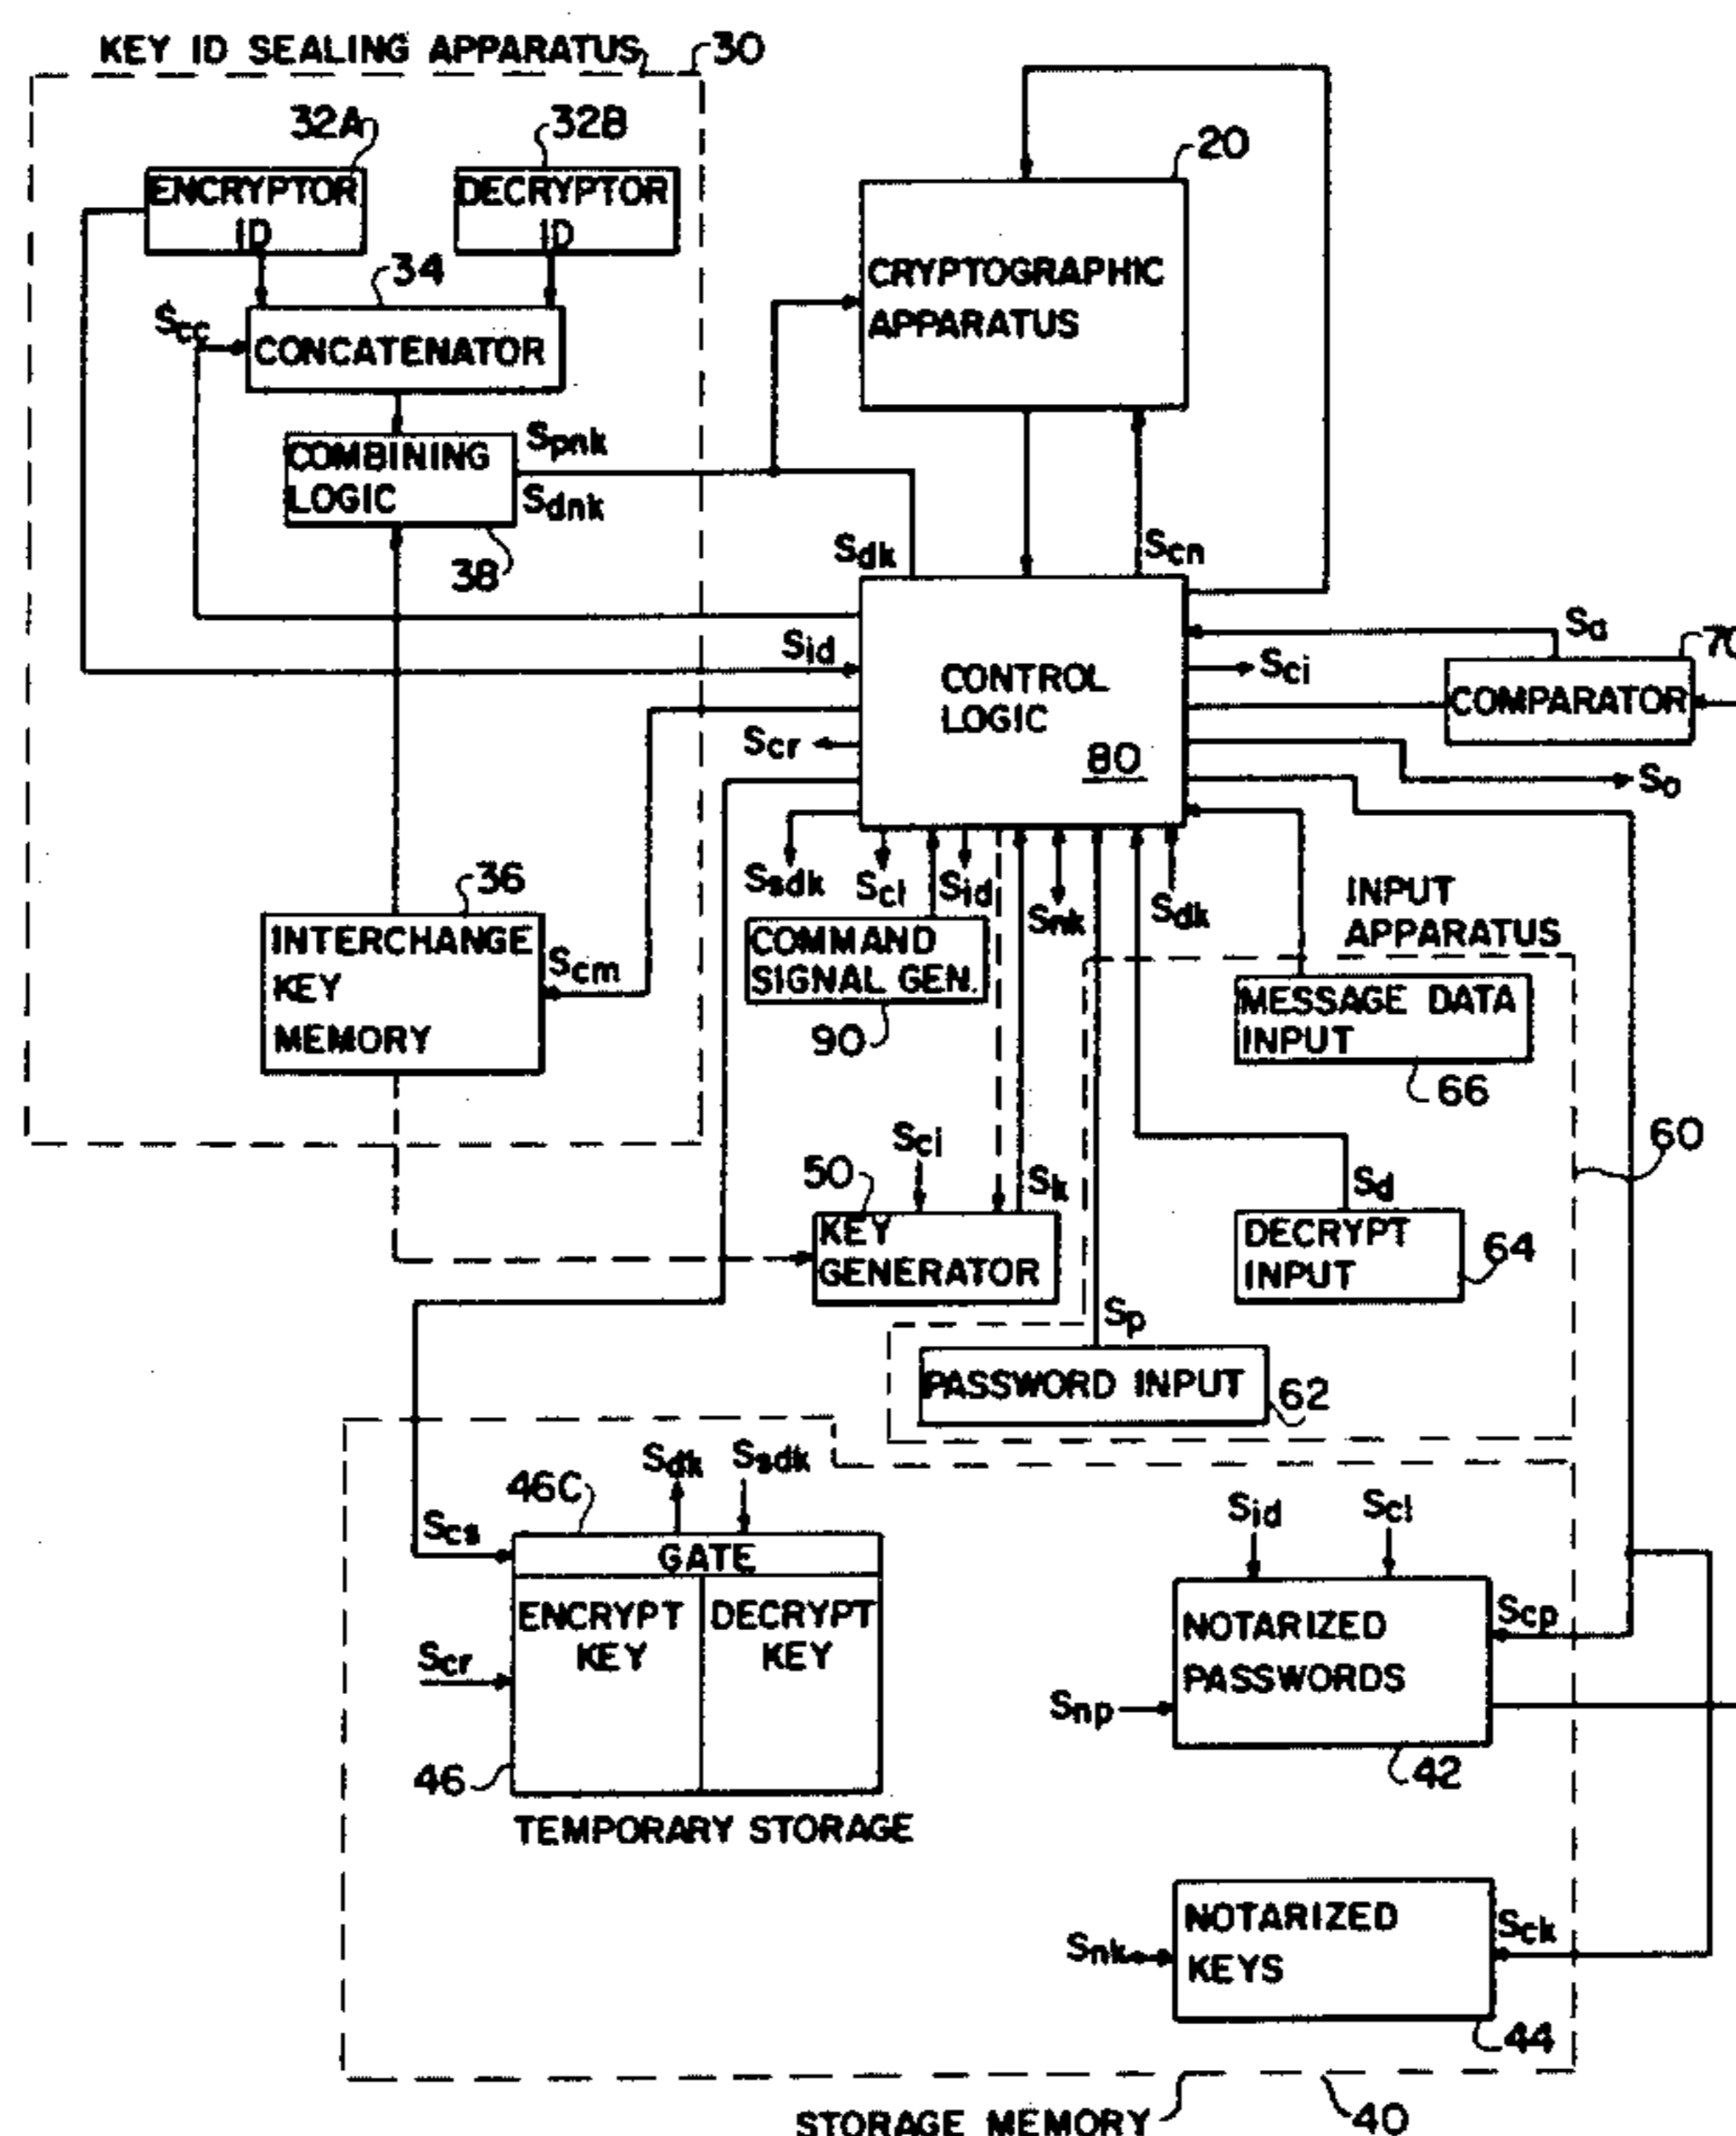 KEY ID SEALING APPARATUS 30
32A
32B
20
ENCRYPTOR
ID
DECRYPTOR
ID
34
Scc
CONCATENATOR
CRYPTOGRAPHIC
APPARATUS
COMBINING
LOGIC
Spnk
Sdnk
38
Sdk
Scn
Sid
CONTROL
LOGIC
80
Sa
70
Sci
COMPARATOR
Scr
So
Ssdk
Scl
Sid
Snk
Sdk
INPUT
APPARATUS
36
INTERCHANGE
KEY
MEMORY
Scm
COMMAND
SIGNAL GEN.
90
MESSAGE DATA
INPUT
66
60
Sci
50
Sk
KEY
GENERATOR
Sd
DECRYPT
INPUT
64
Sp
PASSWORD INPUT
62
46C
Sdk
Ssdk
Scs
GATE
ENCRYPT
KEY
DECRYPT
KEY
Scr
46
TEMPORARY STORAGE
Sid
Scl
NOTARIZED
PASSWORDS
Scp
Snp
42
NOTARIZED
KEYS
Snk
Sck
44
STORAGE MEMORY
40